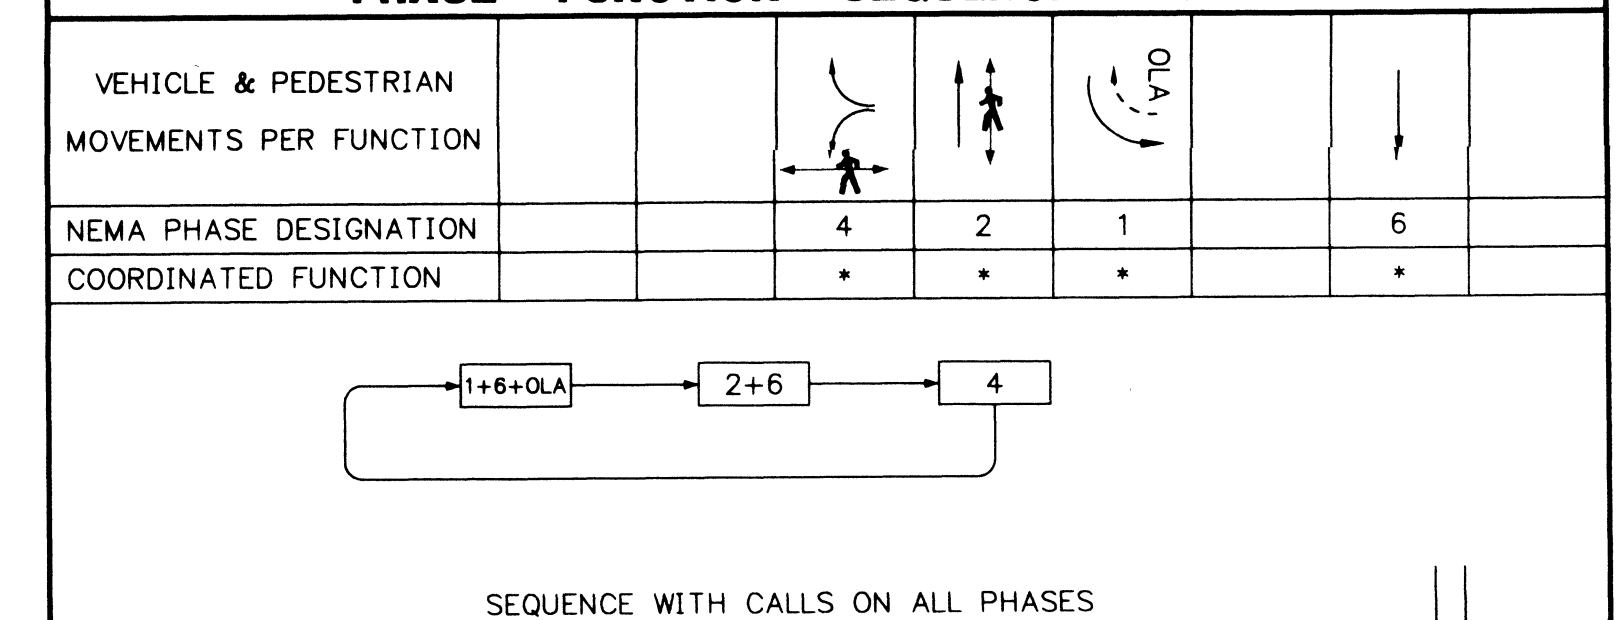 VEHICLE & PEDESTRIAN
MOVEMENTS PER FUNCTION
OLA
NEMA PHASE DESIGNATION 4 2 1 6
COORDINATED FUNCTION * * * *
1+6+OLA 2+6 4
SEQUENCE WITH CALLS ON ALL PHASES